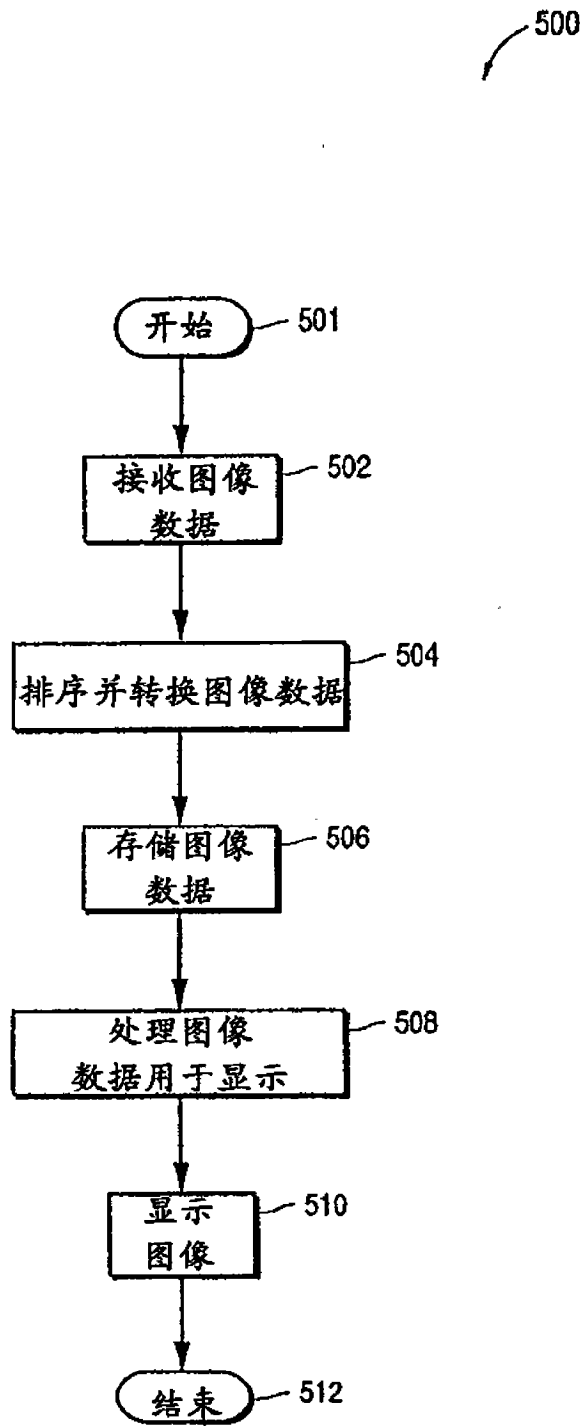 500
开始
501
接收图像
数据
502
排序并转换图像数据
504
存储图像
数据
506
处理图像
数据用于显示
508
显示
图像
510
结束
512